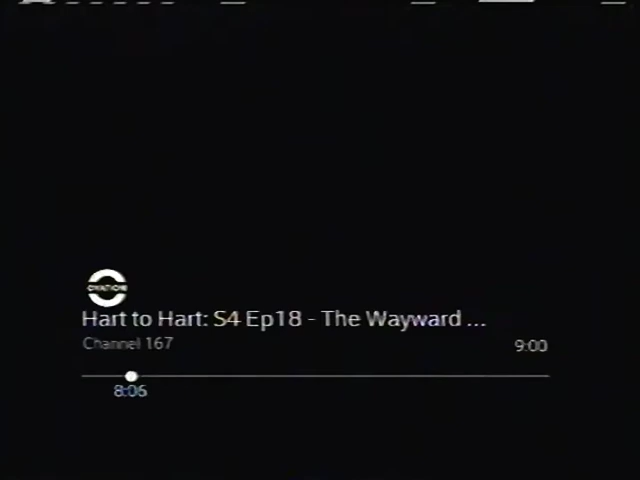 OVATION
Hart to Hart: S4 Ep18 - The Wayward ...
Channel 167
9:00
8:06